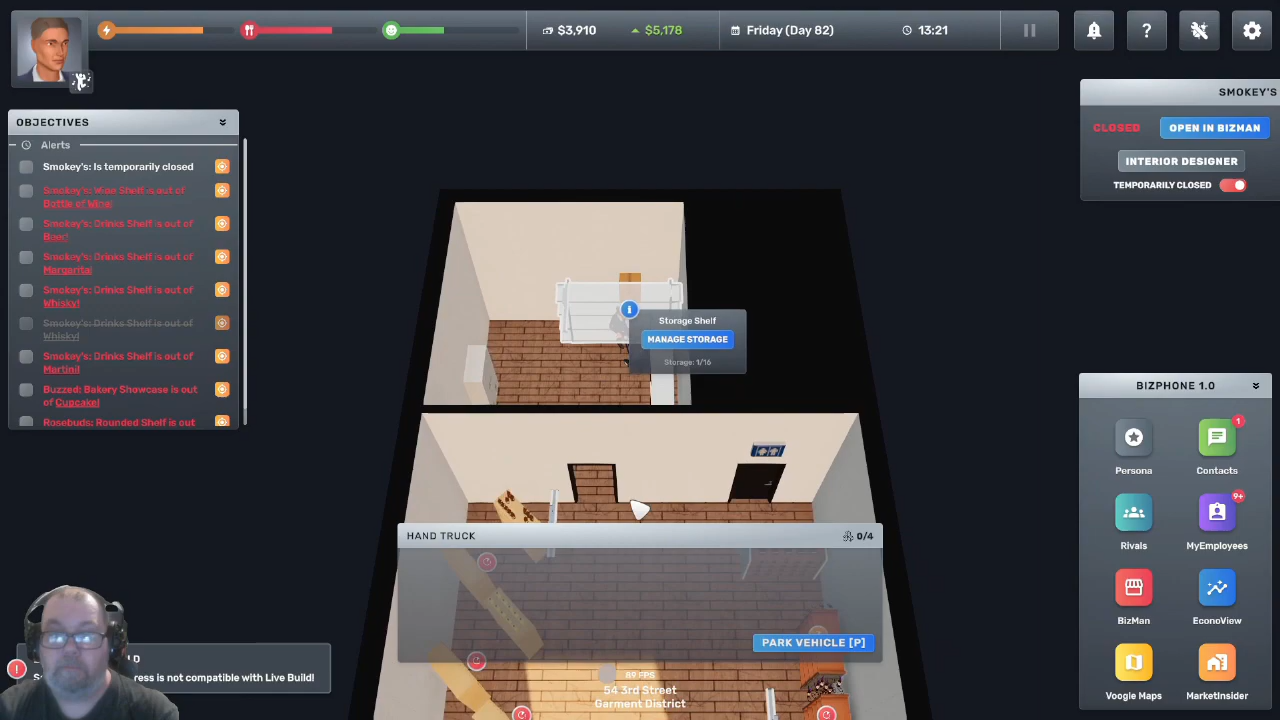 $3,910
$5,178
Friday (Day 82)
13:21
?
OBJECTIVES
Alerts
Smokey's: Is temporarily closed
Smokey's: Wine Shelf is out of
Bottle of Wine!
Smokey's: Drinks Shelf is out of
Beer!
Smokey's: Drinks Shelf is out of
Margarita!
Smokey's: Drinks Shelf is out of
Whisky!
Smokey's: Drinks Shelf is out of
Whisky!
Smokey's: Drinks Shelf is out of
Martini!
Buzzed: Bakery Showcase is out
of Cupcake!
Rosebuds: Rounded Shelf is out
SMOKEY'S
CLOSED
OPEN IN BIZMAN
INTERIOR DESIGNER
TEMPORARILY CLOSED
i
Storage Shelf
MANAGE STORAGE
Storage: 1/16
BIZPHONE 1.0
1
Persona
Contacts
9+
Rivals
MyEmployees
BizMan
EconoView
Voogle Maps
MarketInsider
HAND TRUCK
0/4
PARK VEHICLE [P]
89 FPS
54 3rd Street
Garment District
!
ress is not compatible with Live Build!